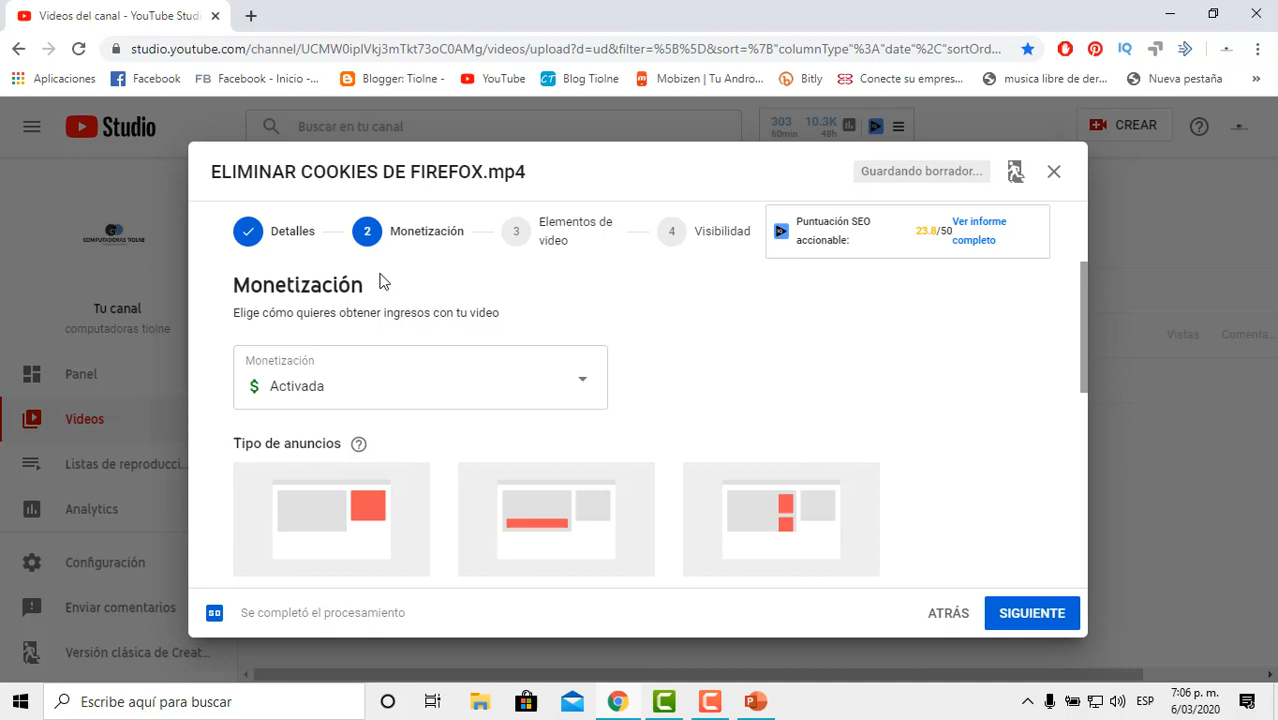 Videos del canal - YouTube Studi
studio.youtube.com/channel/UCMW0iplVkj3mTkt73oC0AMg/videos/upload?d=ud&filter=%5B%5D&sort=%7B"columnType"%3A"date"%2C"sortOrd...
Aplicaciones
Facebook
FB Facebook - Inicio -...
Blogger: Tiolne -
YouTube
CT Blog Tiolne
Mobizen | Tu Andro...
Bitly
Conecte su empres...
musica libre de der...
Nueva pestaña
IQ
Studio
Buscar en tu canal
303 10.3K
60min 48h
CREAR
ELIMINAR COOKIES DE FIREFOX.mp4
Guardando borrador...
Detalles
2 Monetización
3 Elementos de
video
4 Visibilidad
Puntuación SEO
accionable:
23.8/50
Ver informe
completo
COMPUTADORAS TIOLNE
Tu canal
computadoras tiolne
Panel
Videos
Listas de reproducci...
Analytics
Configuración
Enviar comentarios
Versión clásica de Creat...
Monetización
Elige cómo quieres obtener ingresos con tu video
Monetización
$ Activada
Tipo de anuncios
Vistas
Comenta...
SD Se completó el procesamiento
ATRÁS
SIGUIENTE
Escribe aquí para buscar
ESP
7:06 p. m.
6/03/2020